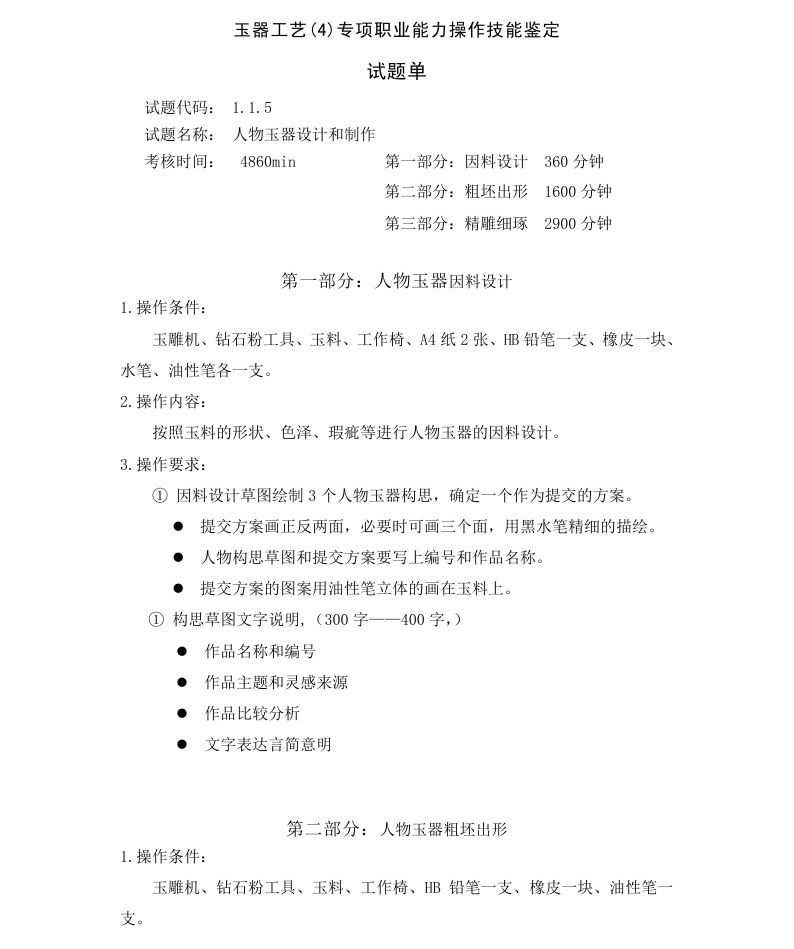 玉器工艺(4)专项职业能力操作技能鉴定
试题单
试题代码： 1.1.5
试题名称： 人物玉器设计和制作
考核时间： 4860min 第一部分：因料设计 360 分钟
第二部分：粗坯出形 1600 分钟
第三部分：精雕细琢 2900 分钟
第一部分：人物玉器因料设计
1.操作条件：
玉雕机、钻石粉工具、玉料、工作椅、A4 纸 2 张、HB 铅笔一支、橡皮一块、
水笔、油性笔各一支。
2.操作内容：
按照玉料的形状、色泽、瑕疵等进行人物玉器的因料设计。
3.操作要求：
① 因料设计草图绘制 3 个人物玉器构思，确定一个作为提交的方案。
● 提交方案画正反两面，必要时可画三个面，用黑水笔精细的描绘。
● 人物构思草图和提交方案要写上编号和作品名称。
● 提交方案的图案用油性笔立体的画在玉料上。
① 构思草图文字说明,（300 字——400 字,）
● 作品名称和编号
● 作品主题和灵感来源
● 作品比较分析
● 文字表达言简意明
第二部分：人物玉器粗坯出形
1.操作条件：
玉雕机、钻石粉工具、玉料、工作椅、HB 铅笔一支、橡皮一块、油性笔一
支。